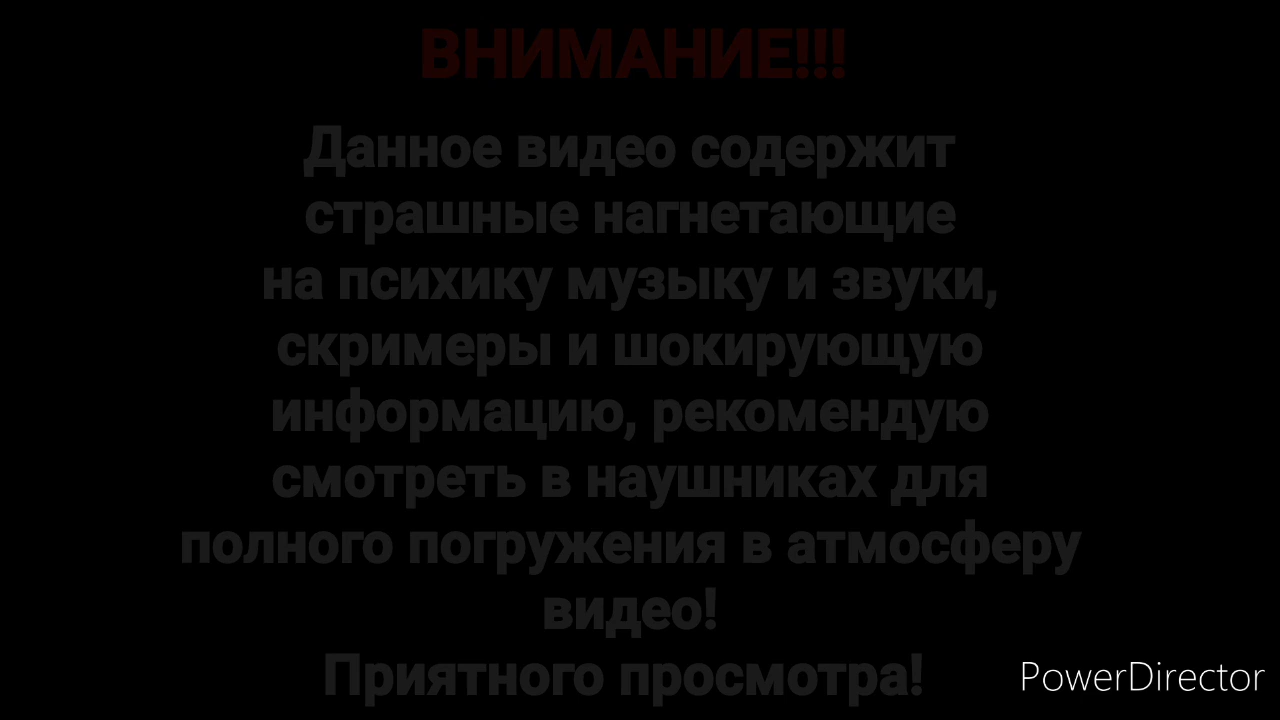 ВНИМАНИЕ!!!
Данное видео содержит
страшные нагнетающие
на психику музыку и звуки,
скримеры и шокирующую
информацию, рекомендую
смотреть в наушниках для
полного погружения в атмосферу
видео!
Приятного просмотра!
PowerDirector